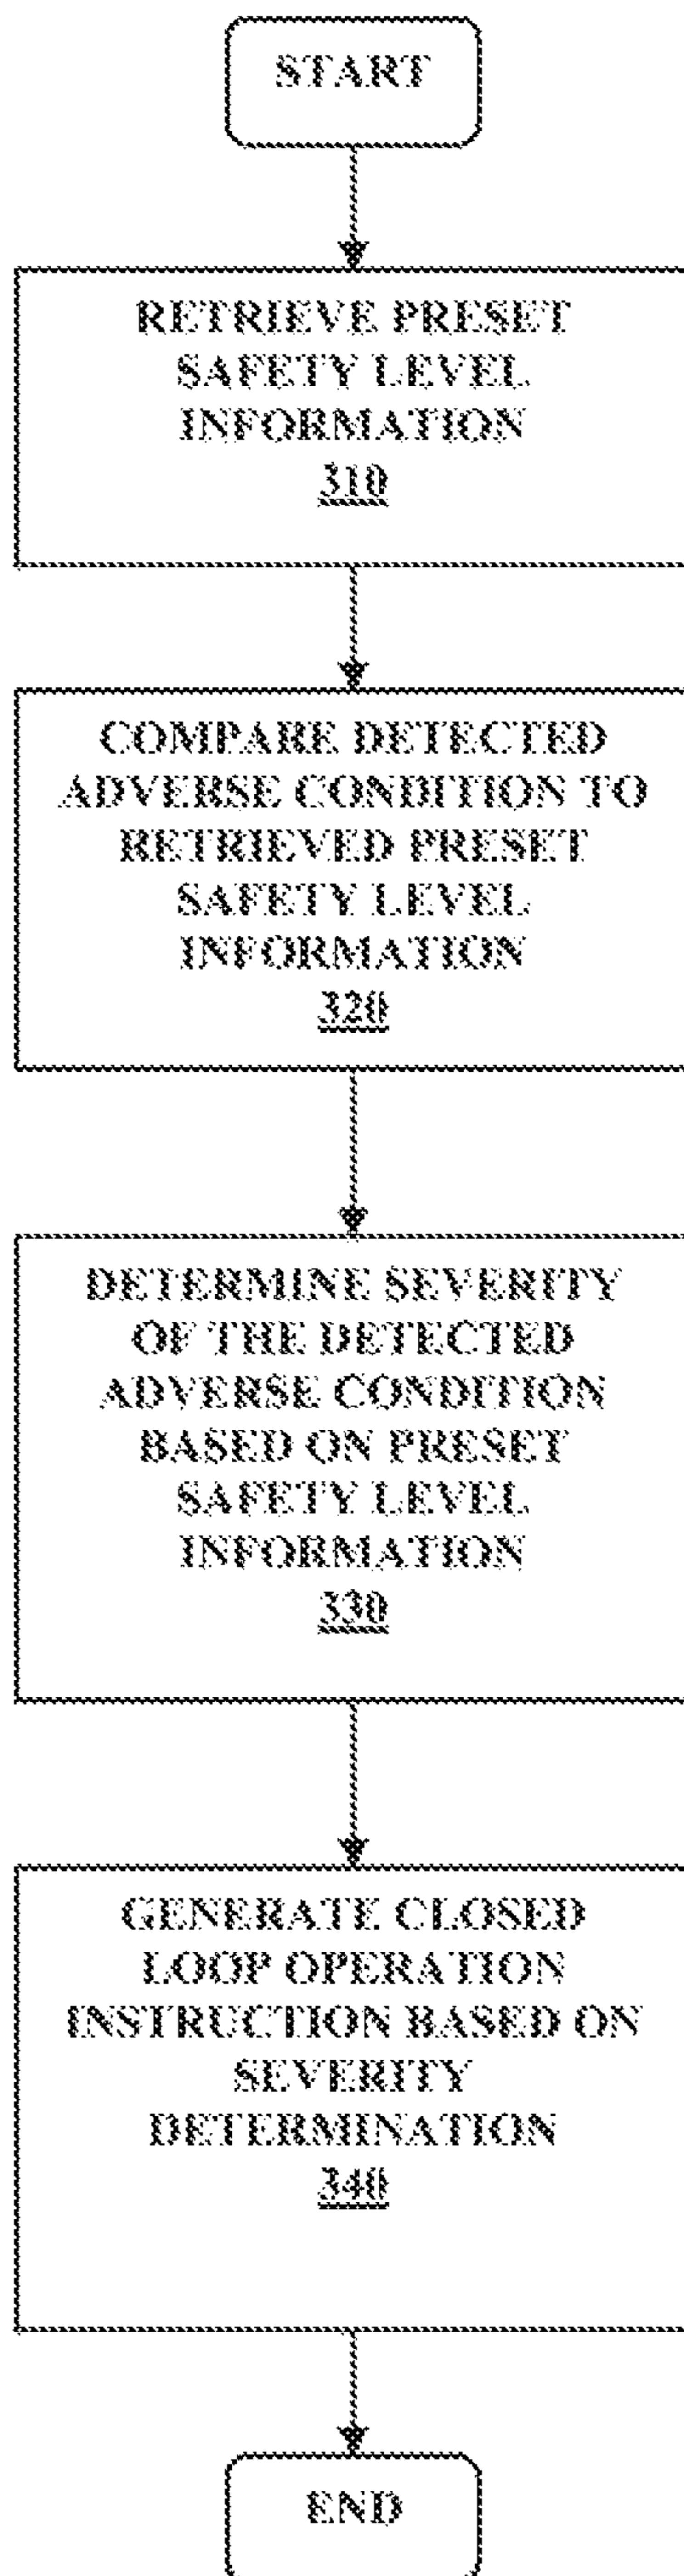 START
RETRIEVE PRESET
SAFETY LEVEL
INFORMATION
310
COMPARE DETECTED
ADVERSE CONDITION TO
RETRIEVED PRESET
SAFETY LEVEL
INFORMATION
320
DETERMINE SEVERITY
OF THE DETECTED
ADVERSE CONDITION
BASED ON PRESET
SAFETY LEVEL
INFORMATION
330
GENERATE CLOSED
LOOP OPERATION
INSTRUCTION BASED ON
SEVERITY
DETERMINATION
340
END